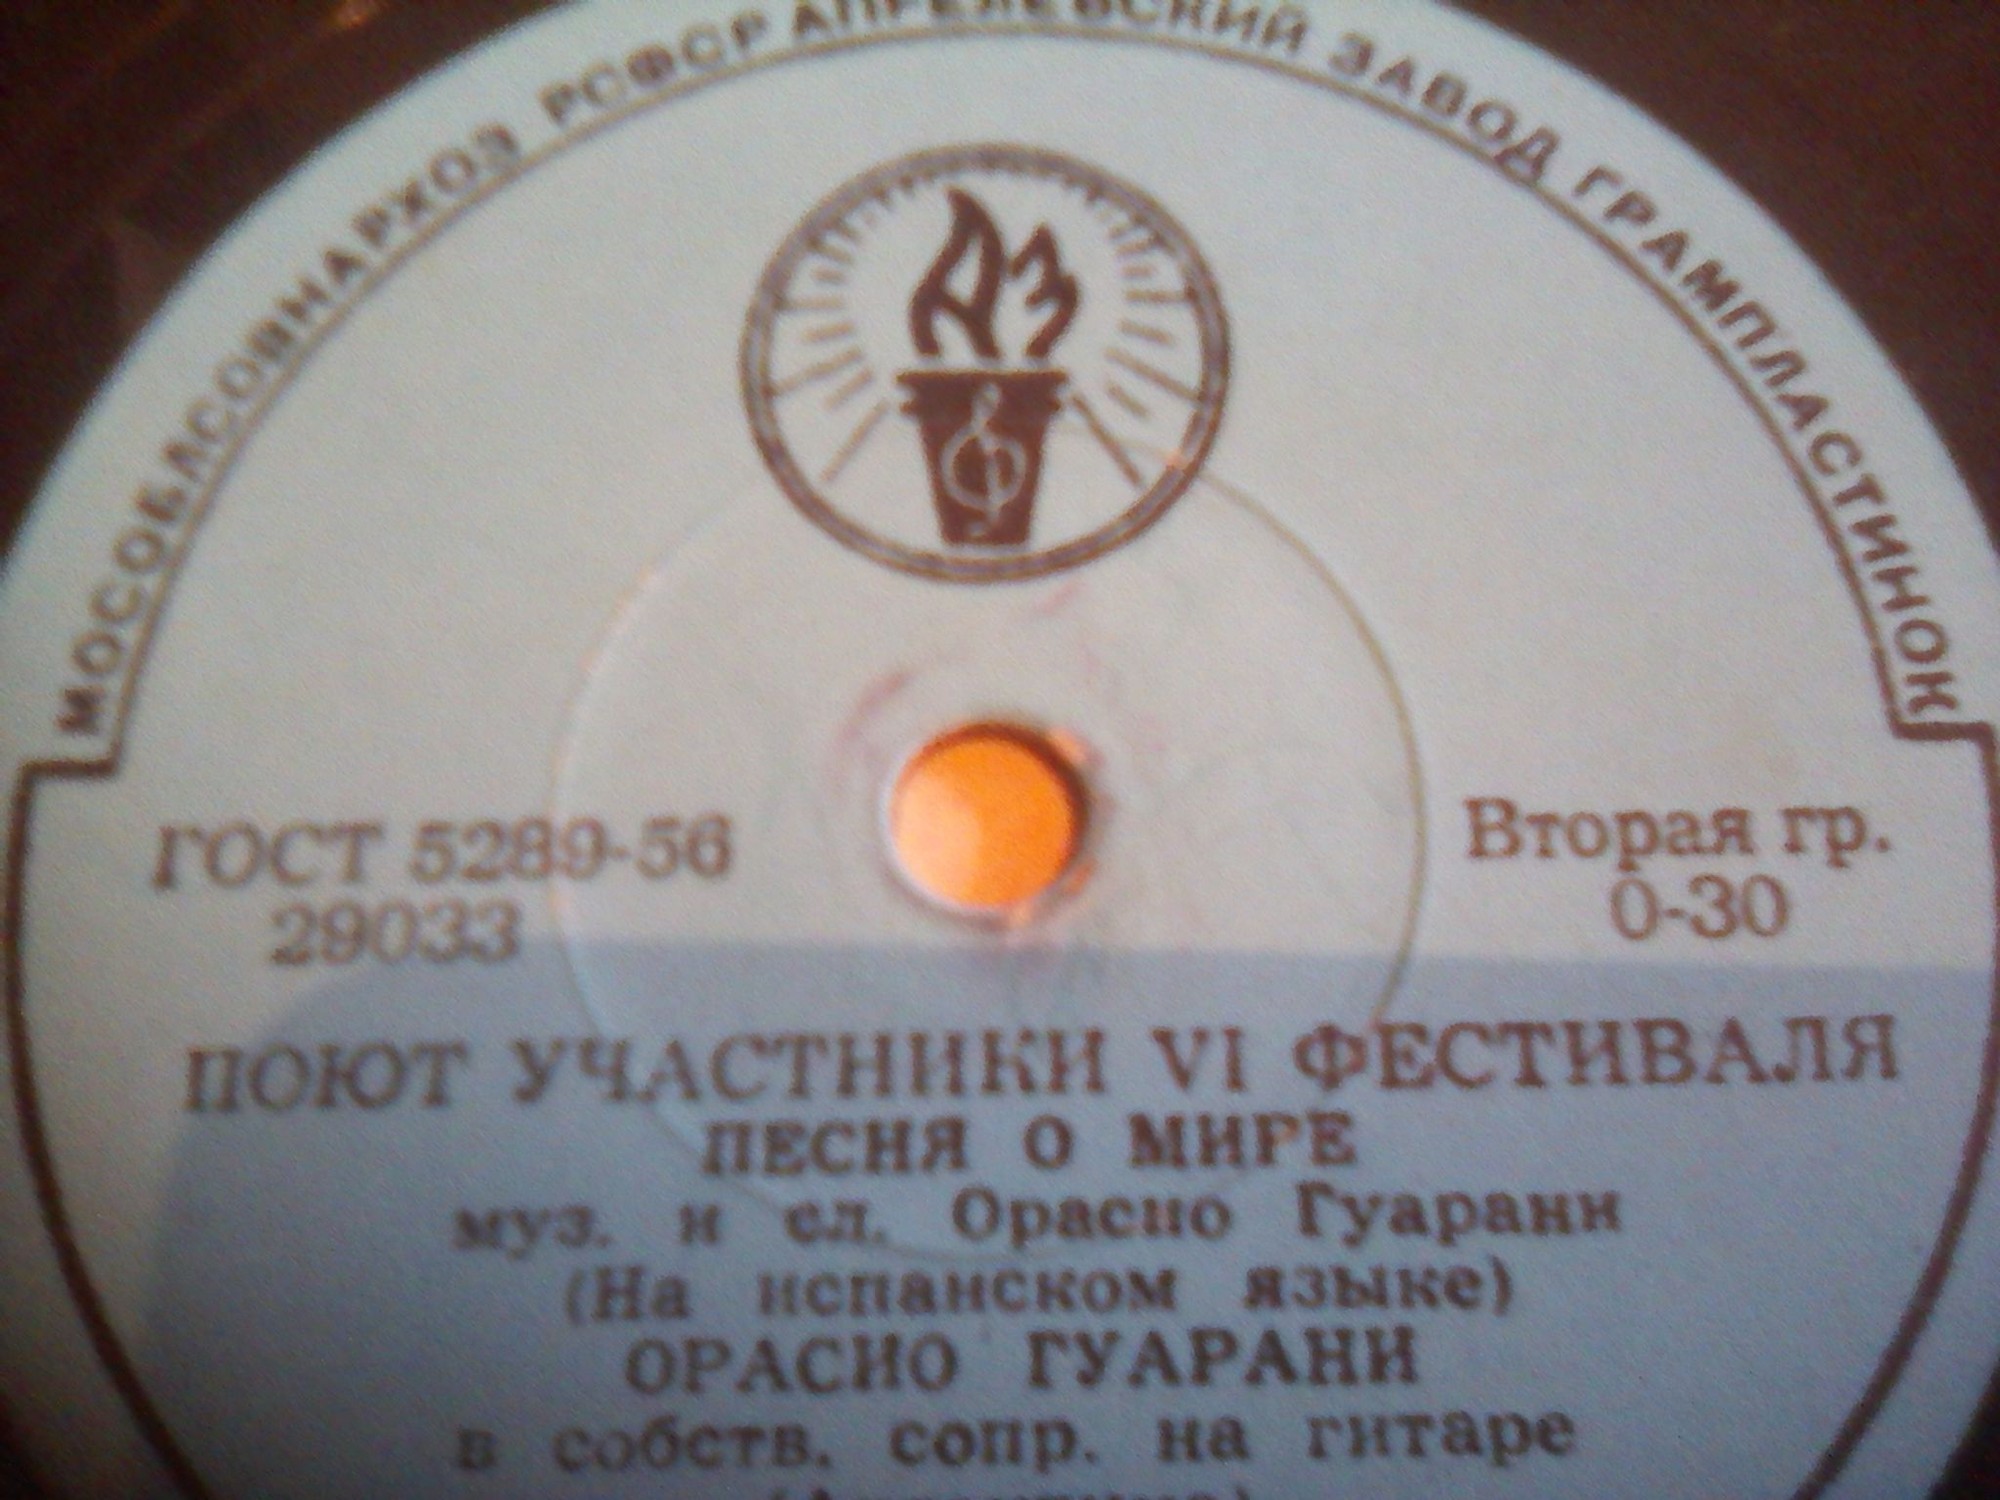 МОСОБЛСОВНАРХОЗ РСФСР АПРЕЛЕВСКИЙ ЗАВОД ГРАМПЛАСТИНОК
АЗ
ГОСТ 5289-56
29033
Вторая гр.
0-30
ПОЮТ УЧАСТНИКИ VI ФЕСТИВАЛЯ
ПЕСНЯ О МИРЕ
муз. и сл. Орасио Гуарани
(На испанском языке)
ОРАСИО ГУАРАНИ
в собств. сопр. на гитаре